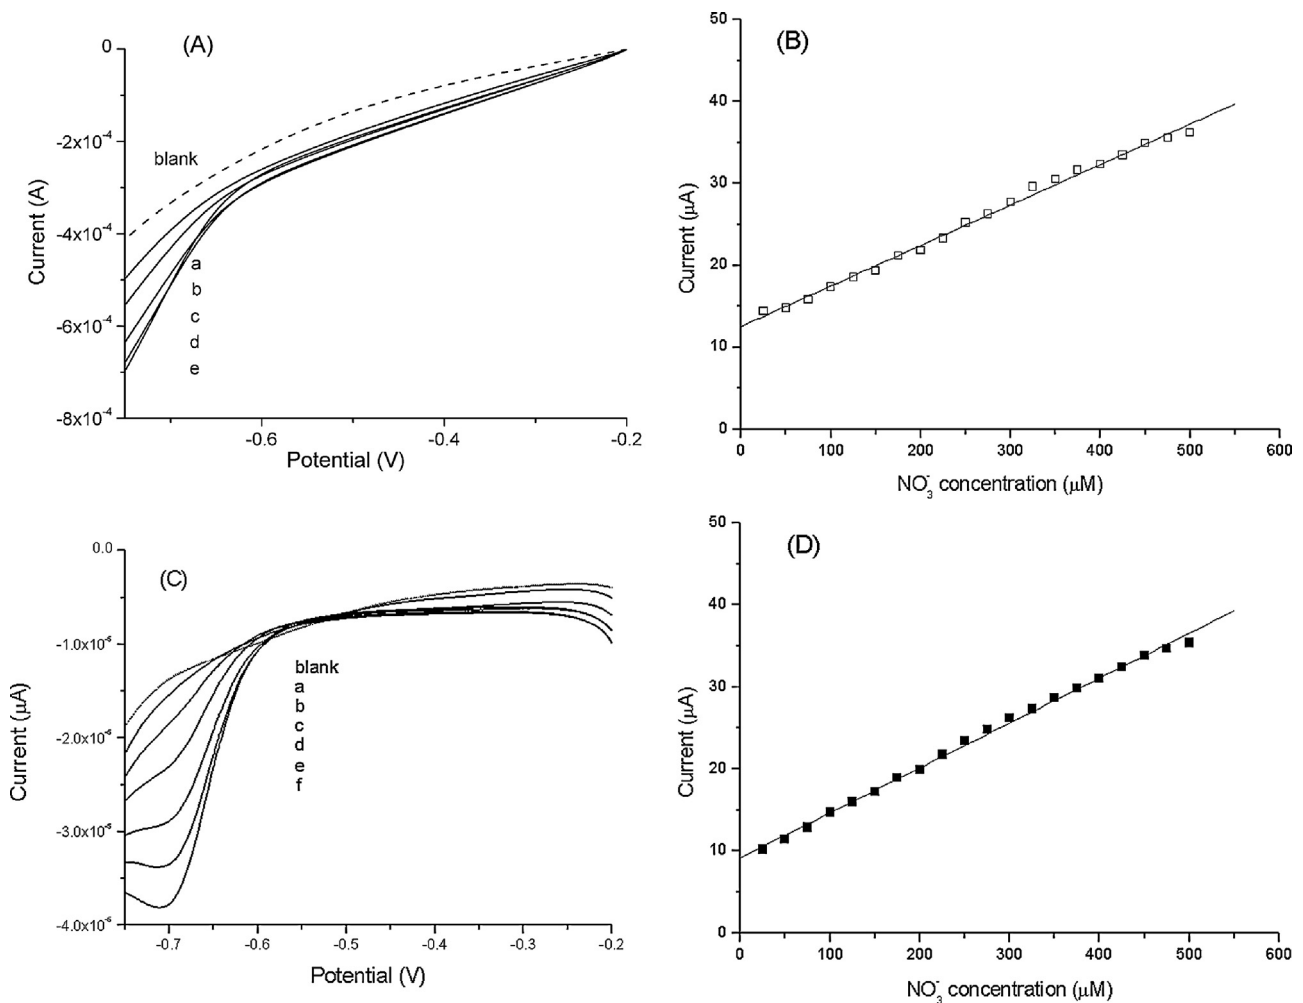 (A)
0
-2x10⁻⁴
-4x10⁻⁴
-6x10⁻⁴
-8x10⁻⁴
Current (A)
blank
a
b
c
d
e
-0.6
-0.4
-0.2
Potential (V)
(B)
50
40
30
20
10
0
Current (μA)
0
100
200
300
400
500
600
NO₃⁻ concentration (μM)
(C)
0.0
-1.0x10⁻⁶
-2.0x10⁻⁶
-3.0x10⁻⁶
-4.0x10⁻⁶
Current (μA)
blank
a
b
c
d
e
f
-0.7
-0.6
-0.5
-0.4
-0.3
-0.2
Potential (V)
(D)
50
40
30
20
10
0
Current (μA)
0
100
200
300
400
500
600
NO₃⁻ concentration (μM)